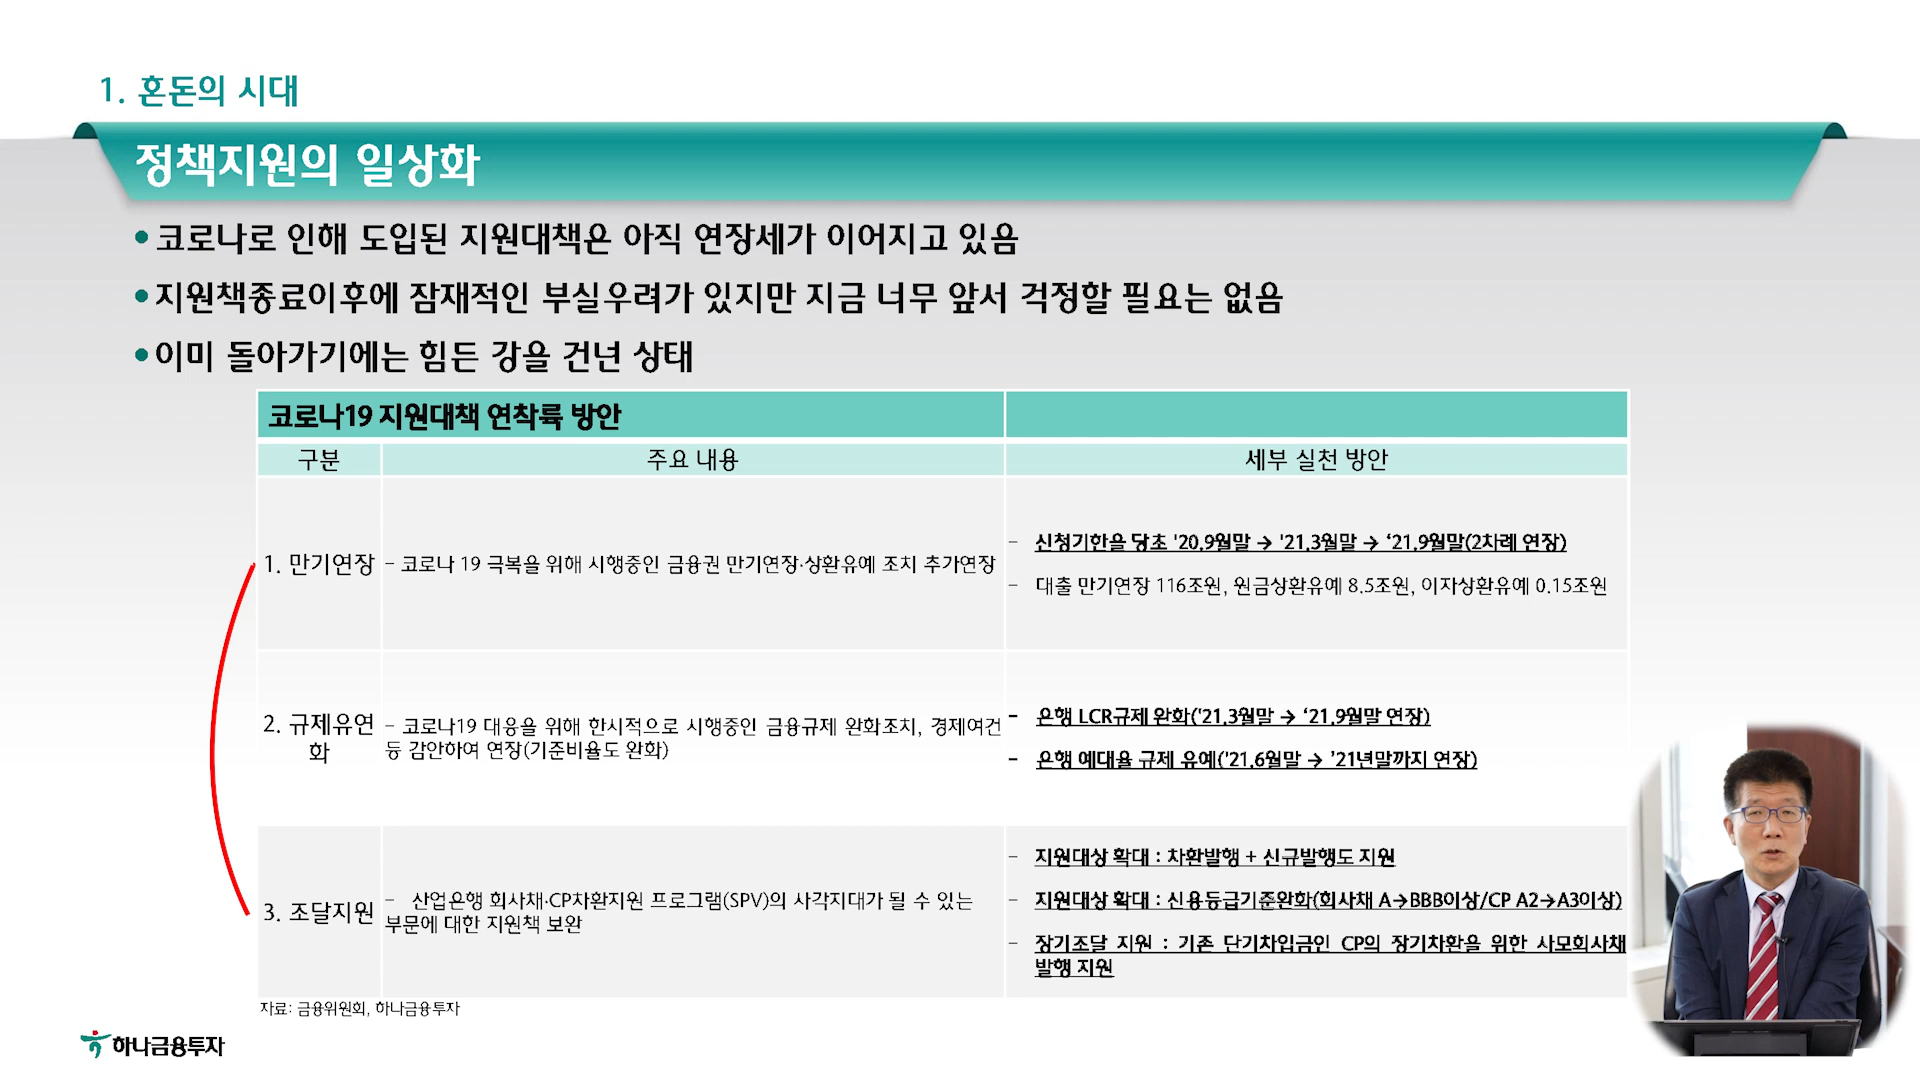 1. 혼돈의 시대
정책지원의 일상화
•코로나로 인해 도입된 지원대책은 아직 연장세가 이어지고 있음
•지원책종료이후에 잠재적인 부실우려가 있지만 지금 너무 앞서 걱정할 필요는 없음
•이미 돌아가기에는 힘든 강을 건넌 상태
코로나19 지원대책 연착륙 방안
구분
주요 내용
세부 실천 방안
1. 만기연장
– 코로나 19 극복을 위해 시행중인 금융권 만기연장·상환유예 조치 추가연장
– 신청기한을 당초 '20.9월말 → '21.3월말 → ‘21.9월말(2차례 연장)
– 대출 만기연장 116조원, 원금상환유예 8.5조원, 이자상환유예 0.15조원
2. 규제유연
화
– 코로나19 대응을 위해 한시적으로 시행중인 금융규제 완화조치, 경제여건
등 감안하여 연장(기준비율도 완화)
– 은행 LCR규제 완화(‘21.3월말 → ‘21.9월말 연장)
– 은행 예대율 규제 유예(’21.6월말 → ’21년말까지 연장)
3. 조달지원
– 산업은행 회사채·CP차환지원 프로그램(SPV)의 사각지대가 될 수 있는
부문에 대한 지원책 보완
– 지원대상 확대 : 차환발행 + 신규발행도 지원
– 지원대상 확대 : 신용등급기준완화(회사채 A→BBB이상/CP A2→A3이상)
– 장기조달 지원 : 기존 단기차입금인 CP의 장기차환을 위한 사모회사채
발행 지원
자료: 금융위원회, 하나금융투자
하나금융투자